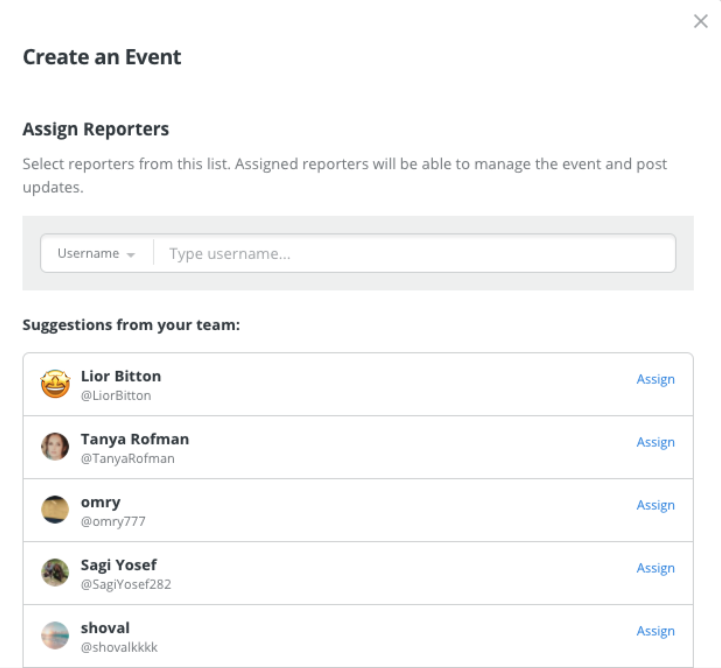 Create an Event
Assign Reporters
Select reporters from this list. Assigned reporters will be able to manage the event and post
updates.
Username Type username...
Suggestions from your team:
Lior Bitton
@LiorBitton
Assign
Tanya Rofman
@TanyaRofman
Assign
omry
@omry777
Assign
Sagi Yosef
@SagiYosef282
Assign
shoval
@shovalkkkk
Assign